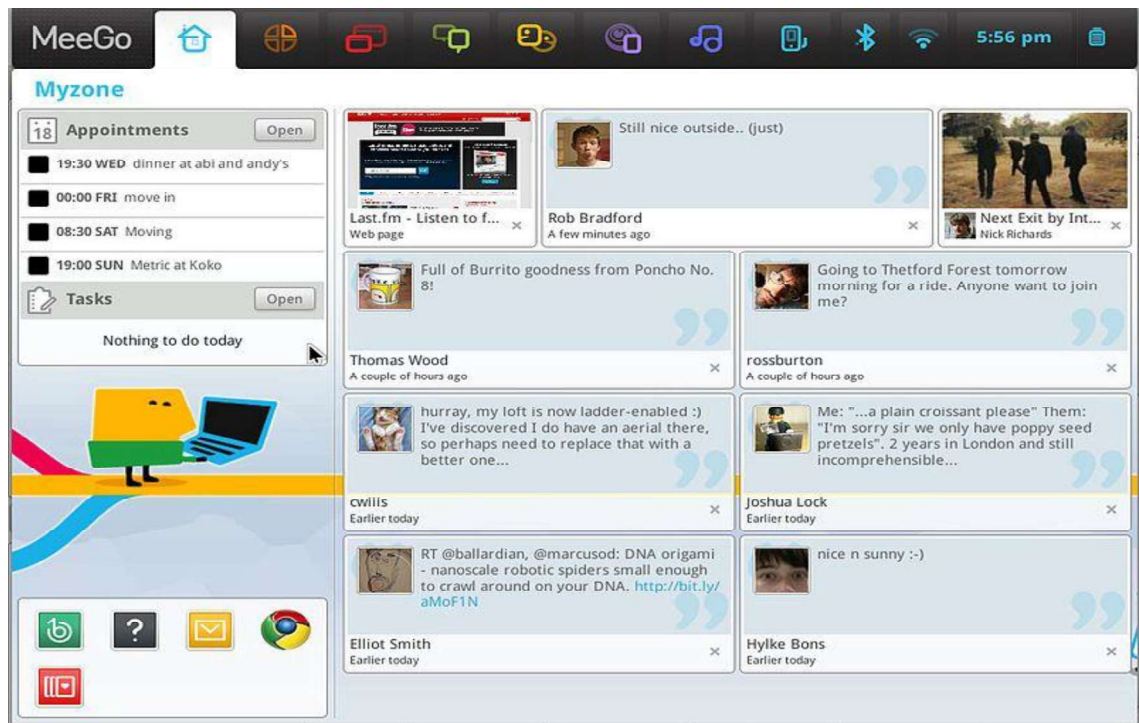 MeeGo
5:56 pm
Myzone
18 Appointments Open
19:30 WED dinner at abi and andy's
00:00 FRI move in
08:30 SAT Moving
19:00 SUN Metric at Koko
Tasks Open
Nothing to do today
Last.fm - Listen to f...
Web page
Still nice outside.. (just)
Rob Bradford
A few minutes ago
Next Exit by Int...
Nick Richards
Full of Burrito goodness from Poncho No.
8!
Thomas Wood
A couple of hours ago
Going to Thetford Forest tomorrow
morning for a ride. Anyone want to join
me?
rossburton
A couple of hours ago
hurray, my loft is now ladder-enabled :)
I've discovered I do have an aerial there,
so perhaps need to replace that with a
better one...
cwiiis
Earlier today
Me: "...a plain croissant please" Them:
"I'm sorry sir we only have poppy seed
pretzels". 2 years in London and still
incomprehensible...
Joshua Lock
Earlier today
RT @ballardian, @marcusod: DNA origami
- nanoscale robotic spiders small enough
to crawl around on your DNA. http://bit.ly/
aMoF1N
Elliot Smith
Earlier today
nice n sunny :-)
Hylke Bons
Earlier today
?